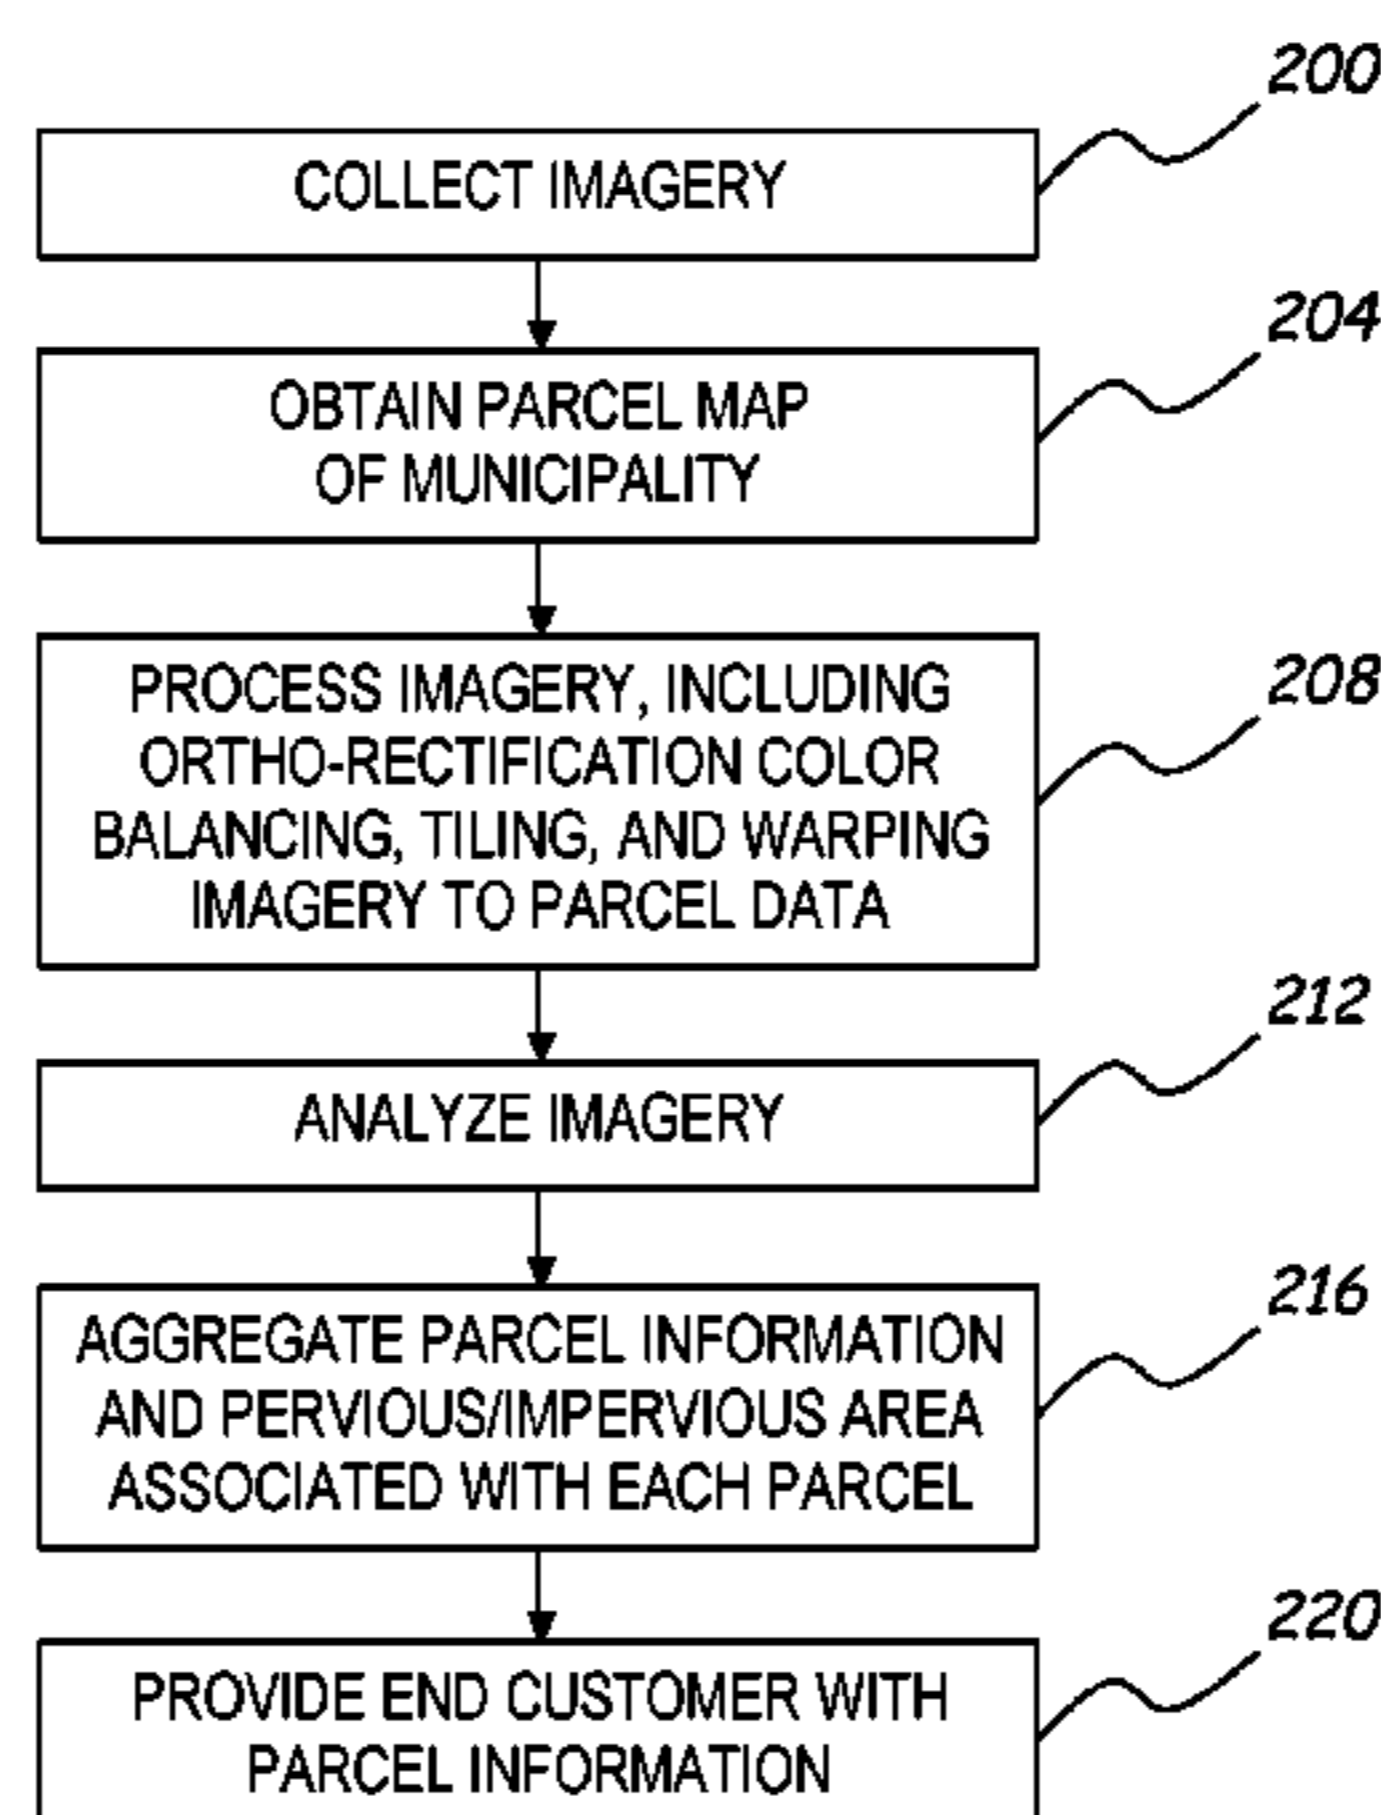 200
COLLECT IMAGERY
204
OBTAIN PARCEL MAP
OF MUNICIPALITY
208
PROCESS IMAGERY, INCLUDING
ORTHO-RECTIFICATION COLOR
BALANCING, TILING, AND WARPING
IMAGERY TO PARCEL DATA
212
ANALYZE IMAGERY
216
AGGREGATE PARCEL INFORMATION
AND PERVIOUS/IMPERVIOUS AREA
ASSOCIATED WITH EACH PARCEL
220
PROVIDE END CUSTOMER WITH
PARCEL INFORMATION